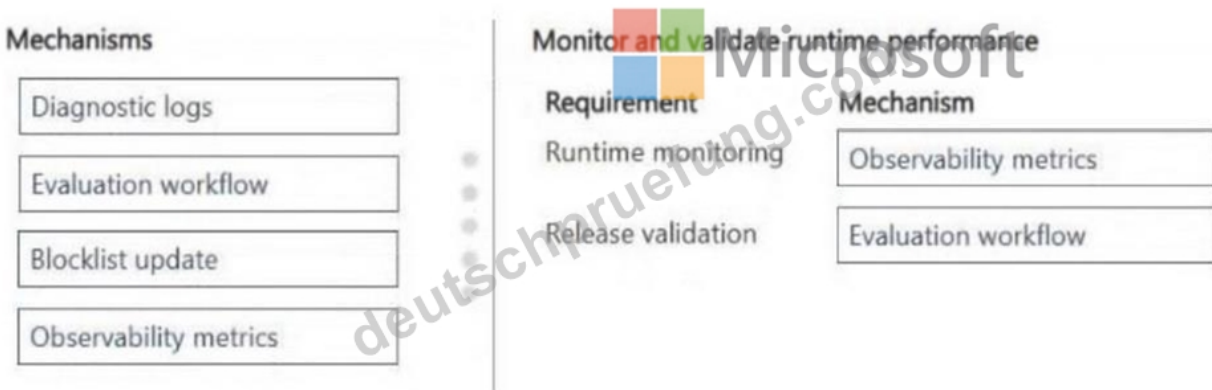 Mechanisms
Diagnostic logs
Evaluation workflow
Blocklist update
Observability metrics
Monitor and validate runtime performance
Microsoft
Requirement Mechanism
Runtime monitoring Observability metrics
Release validation Evaluation workflow
deutschpruefung.com